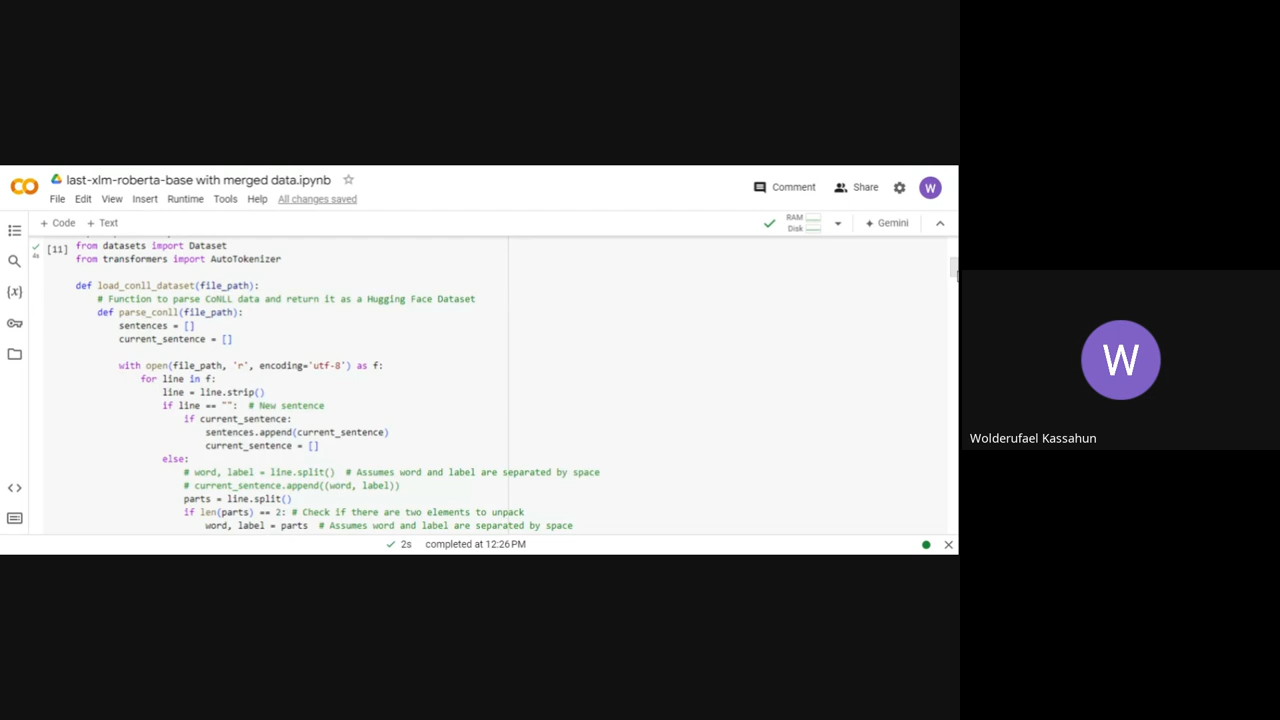 last-xlm-roberta-base with merged data.ipynb
File Edit View Insert Runtime Tools Help All changes saved
Comment Share W
+ Code + Text
RAM
Disk
Gemini
[11]
4s
from datasets import Dataset
from transformers import AutoTokenizer
def load_conll_dataset(file_path):
# Function to parse CoNLL data and return it as a Hugging Face Dataset
def parse_conll(file_path):
sentences = []
current_sentence = []
with open(file_path, 'r', encoding='utf-8') as f:
for line in f:
line = line.strip()
if line == "": # New sentence
if current_sentence:
sentences.append(current_sentence)
current_sentence = []
else:
# word, label = line.split() # Assumes word and label are separated by space
# current_sentence.append((word, label))
parts = line.split()
if len(parts) == 2: # Check if there are two elements to unpack
word, label = parts # Assumes word and label are separated by space
2s completed at 12:26 PM
W
Wolderufael Kassahun